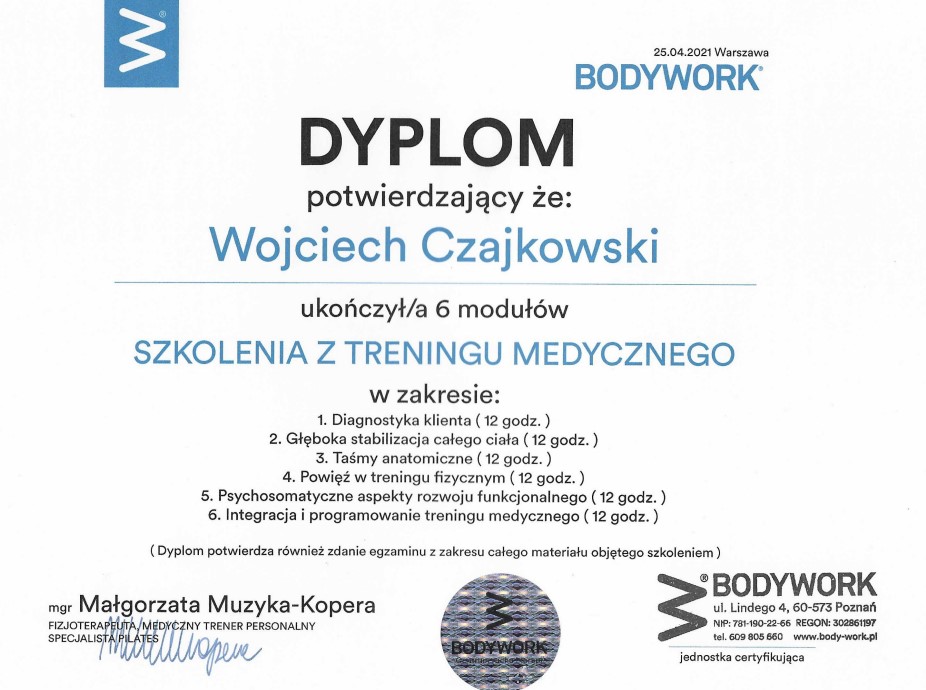 25.04.2021 Warszawa
BODYWORK®
DYPLOM
potwierdzający że:
Wojciech Czajkowski
ukończył/a 6 modułów
SZKOLENIA Z TRENINGU MEDYCZNEGO
w zakresie:
1. Diagnostyka klienta ( 12 godz. )
2. Głęboka stabilizacja całego ciała ( 12 godz. )
3. Taśmy anatomiczne ( 12 godz. )
4. Powięź w treningu fizycznym ( 12 godz. )
5. Psychosomatyczne aspekty rozwoju funkcjonalnego ( 12 godz. )
6. Integracja i programowanie treningu medycznego ( 12 godz. )
( Dyplom potwierdza również zdanie egzaminu z zakresu całego materiału objętego szkoleniem )
mgr Małgorzata Muzyka-Kopera
FIZJOTERAPEUTA, MEDYCZNY TRENER PERSONALNY
SPECJALISTA PILATES
BODYWORK
® BODYWORK
ul. Lindego 4, 60-573 Poznań
NIP: 781-190-22-66 REGON: 302861197
tel. 609 805 660 www.body-work.pl
jednostka certyfikująca